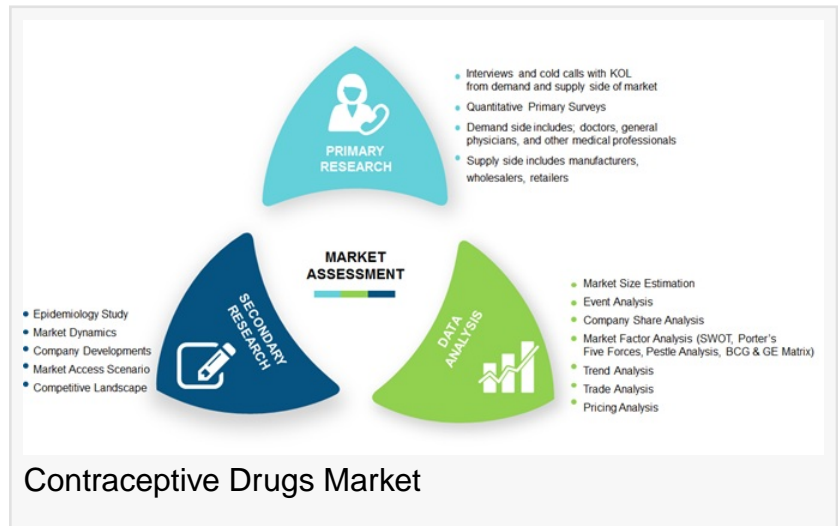 PRIMARY
RESEARCH
Interviews and cold calls with KOL
from demand and supply side of market
Quantitative Primary Surveys
Demand side includes; doctors, general
physicians, and other medical professionals
Supply side includes manufacturers,
wholesalers, retailers
MARKET
ASSESSMENT
SECONDARY
RESEARCH
Epidemiology Study
Market Dynamics
Company Developments
Market Access Scenario
Competitive Landscape
DATA
ANALYSIS
Market Size Estimation
Event Analysis
Company Share Analysis
Market Factor Analysis (SWOT, Porter's
Five Forces, Pestle Analysis, BCG & GE Matrix)
Trend Analysis
Trade Analysis
Pricing Analysis
Contraceptive Drugs Market